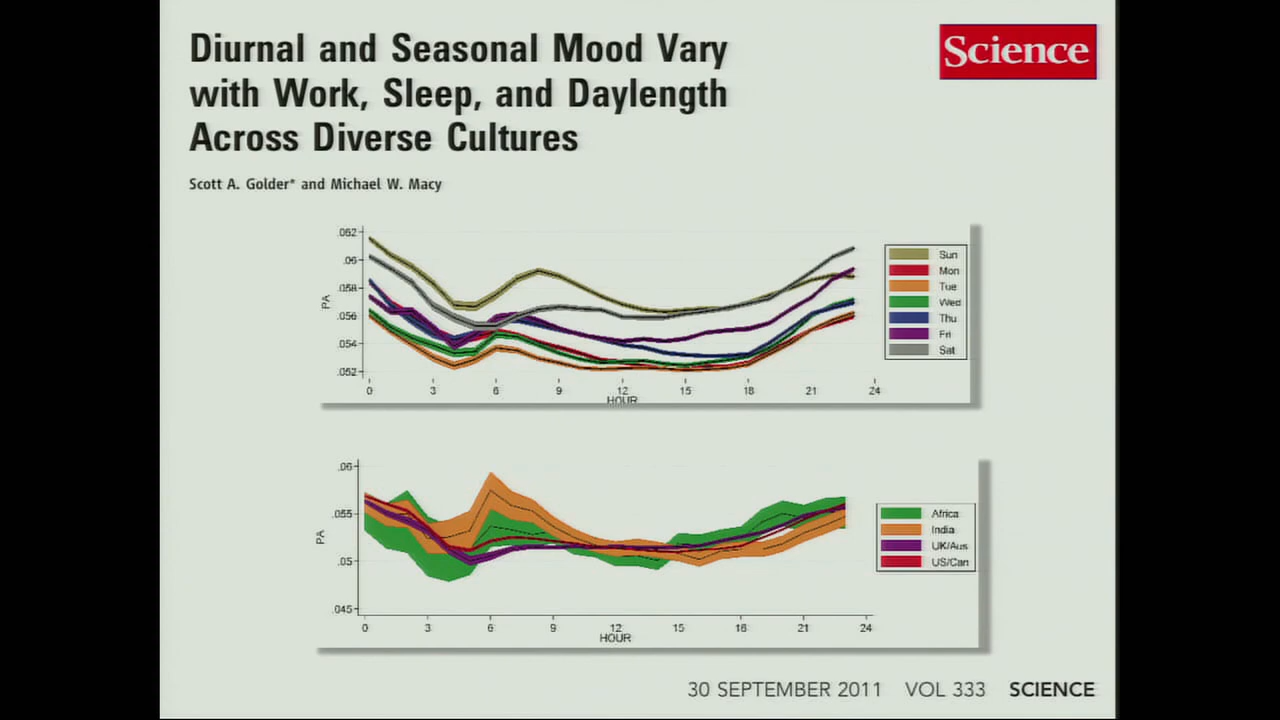 Diurnal and Seasonal Mood Vary
with Work, Sleep, and Daylength
Across Diverse Cultures
Science
Scott A. Golder* and Michael W. Macy
.062
.06
.058
.056
.054
.052
PA
0 3 6 9 12 15 18 21 24
HOUR
Sun
Mon
Tue
Wed
Thu
Fri
Sat
.06
.055
.05
.045
PA
0 3 6 9 12 15 18 21 24
HOUR
Africa
India
UK/Aus
US/Can
30 SEPTEMBER 2011 VOL 333 SCIENCE